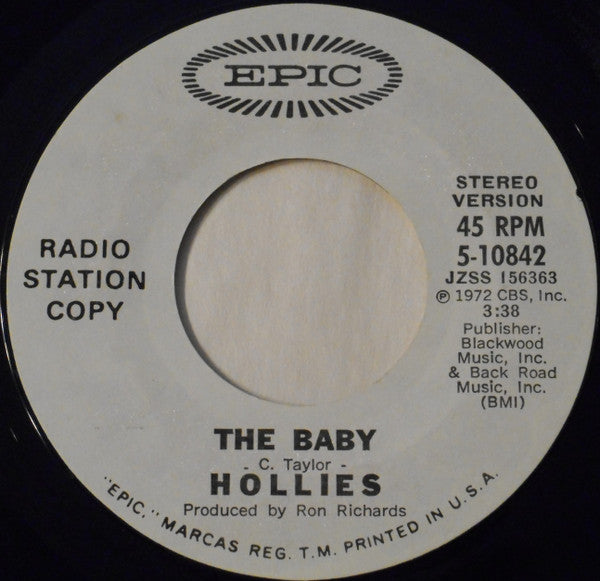 EPIC
RADIO
STATION
COPY
STEREO
VERSION
45 RPM
5-10842
JZSS 156363
Ⓟ 1972 CBS, Inc.
3:38
Publisher:
Blackwood
Music, Inc.
& Back Road
Music, Inc.
(BMI)
THE BABY
- C. Taylor -
HOLLIES
Produced by Ron Richards
"EPIC," MARCAS REG. T.M. PRINTED IN U.S.A.